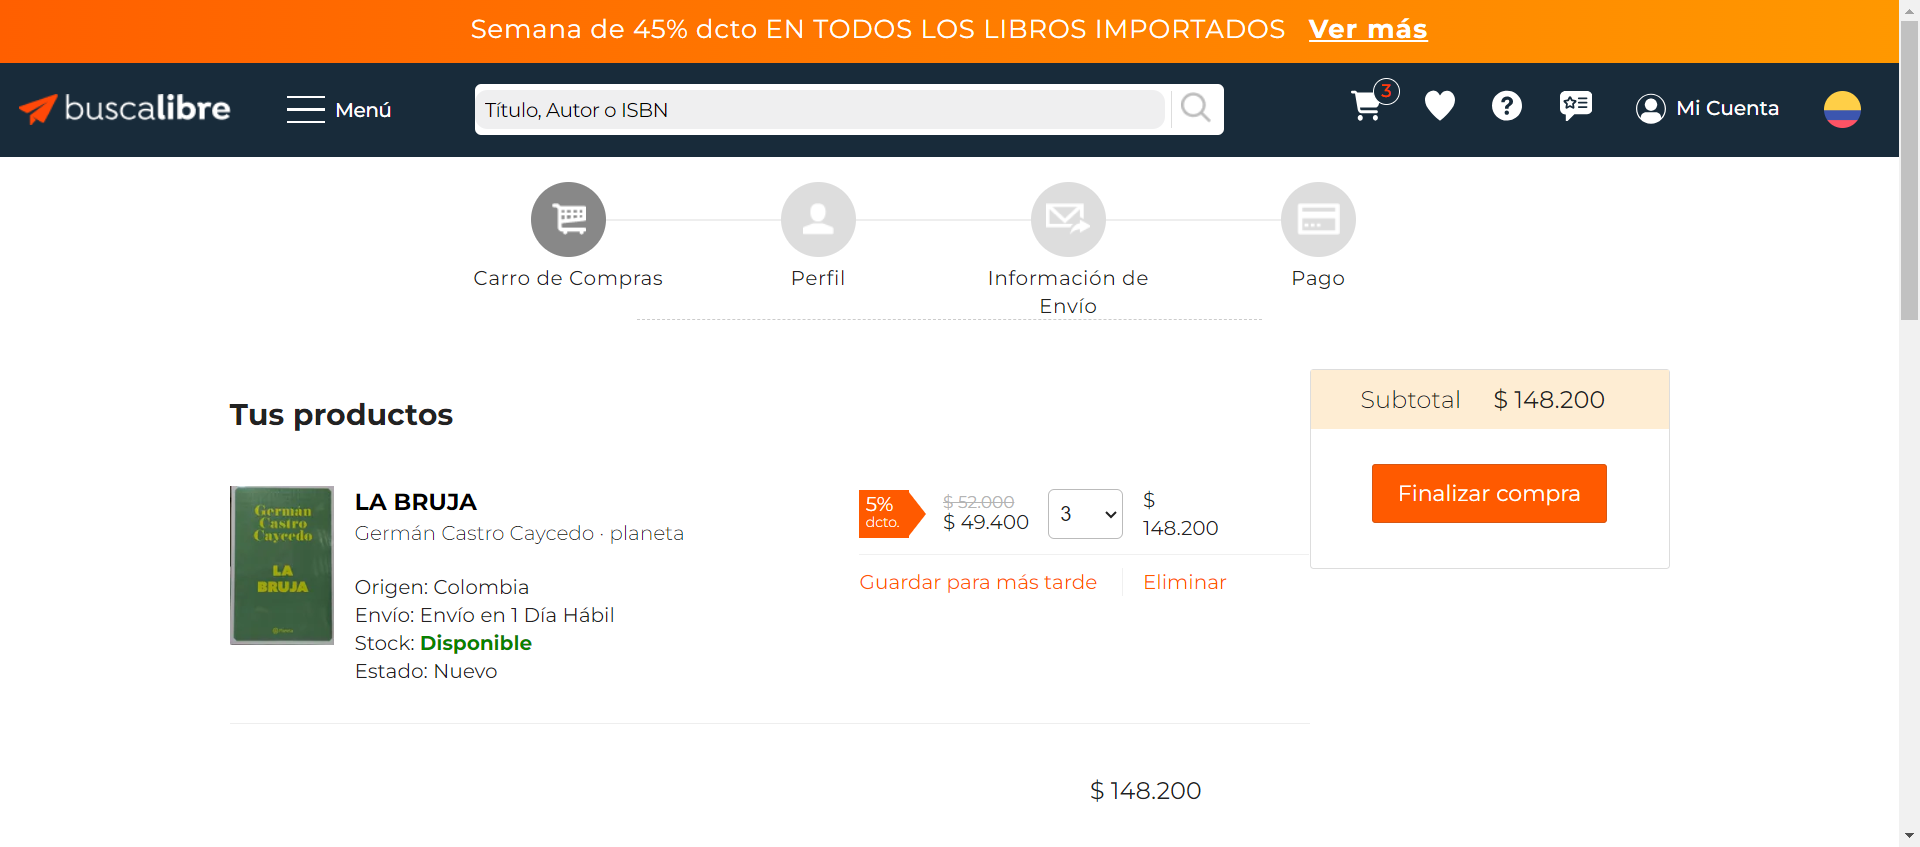 Semana de 45% dcto EN TODOS LOS LIBROS IMPORTADOS Ver más
buscalibre
Menú
Título, Autor o ISBN
3
Mi Cuenta
Carro de Compras
Perfil
Información de
Envío
Pago
Tus productos
Subtotal $ 148.200
Finalizar compra
Germán
Castro
Caycedo
LA
BRUJA
Planeta
LA BRUJA
Germán Castro Caycedo · planeta
Origen: Colombia
Envío: Envío en 1 Día Hábil
Stock: Disponible
Estado: Nuevo
5%
dcto.
$ 52.000
$ 49.400
3
$
148.200
Guardar para más tarde
Eliminar
$ 148.200